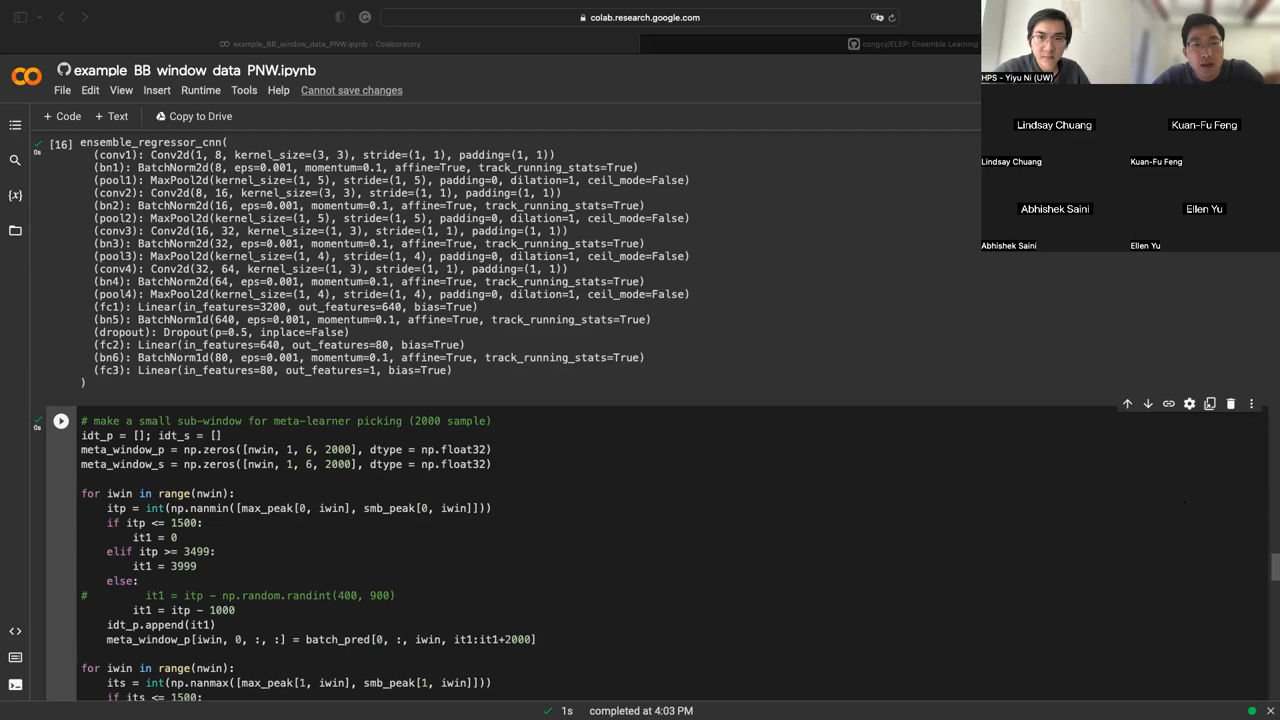 colab.research.google.com
example_BB_window_data_PNW.ipynb - Colaboratory
congcy/ELEP: Ensemble Learning
example_BB_window_data_PNW.ipynb
File Edit View Insert Runtime Tools Help Cannot save changes
+ Code + Text Copy to Drive
HPS - Yiyu Ni (UW)
Lindsay Chuang
Kuan-Fu Feng
Lindsay Chuang
Kuan-Fu Feng
Abhishek Saini
Ellen Yu
Abhishek Saini
Ellen Yu
0s
[16] ensemble_regressor_cnn(
(conv1): Conv2d(1, 8, kernel_size=(3, 3), stride=(1, 1), padding=(1, 1))
(bn1): BatchNorm2d(8, eps=0.001, momentum=0.1, affine=True, track_running_stats=True)
(pool1): MaxPool2d(kernel_size=(1, 5), stride=(1, 5), padding=0, dilation=1, ceil_mode=False)
(conv2): Conv2d(8, 16, kernel_size=(3, 3), stride=(1, 1), padding=(1, 1))
(bn2): BatchNorm2d(16, eps=0.001, momentum=0.1, affine=True, track_running_stats=True)
(pool2): MaxPool2d(kernel_size=(1, 5), stride=(1, 5), padding=0, dilation=1, ceil_mode=False)
(conv3): Conv2d(16, 32, kernel_size=(1, 3), stride=(1, 1), padding=(1, 1))
(bn3): BatchNorm2d(32, eps=0.001, momentum=0.1, affine=True, track_running_stats=True)
(pool3): MaxPool2d(kernel_size=(1, 4), stride=(1, 4), padding=0, dilation=1, ceil_mode=False)
(conv4): Conv2d(32, 64, kernel_size=(1, 3), stride=(1, 1), padding=(1, 1))
(bn4): BatchNorm2d(64, eps=0.001, momentum=0.1, affine=True, track_running_stats=True)
(pool4): MaxPool2d(kernel_size=(1, 4), stride=(1, 4), padding=0, dilation=1, ceil_mode=False)
(fc1): Linear(in_features=3200, out_features=640, bias=True)
(bn5): BatchNorm1d(640, eps=0.001, momentum=0.1, affine=True, track_running_stats=True)
(dropout): Dropout(p=0.5, inplace=False)
(fc2): Linear(in_features=640, out_features=80, bias=True)
(bn6): BatchNorm1d(80, eps=0.001, momentum=0.1, affine=True, track_running_stats=True)
(fc3): Linear(in_features=80, out_features=1, bias=True)
)
0s
# make a small sub-window for meta-learner picking (2000 sample)
idt_p = []; idt_s = []
meta_window_p = np.zeros([nwin, 1, 6, 2000], dtype = np.float32)
meta_window_s = np.zeros([nwin, 1, 6, 2000], dtype = np.float32)
for iwin in range(nwin):
itp = int(np.nanmin([max_peak[0, iwin], smb_peak[0, iwin]]))
if itp <= 1500:
it1 = 0
elif itp >= 3499:
it1 = 3999
else:
# it1 = itp - np.random.randint(400, 900)
it1 = itp - 1000
idt_p.append(it1)
meta_window_p[iwin, 0, :, :] = batch_pred[0, :, iwin, it1:it1+2000]
for iwin in range(nwin):
its = int(np.nanmax([max_peak[1, iwin], smb_peak[1, iwin]]))
if its <= 1500:
1s completed at 4:03 PM